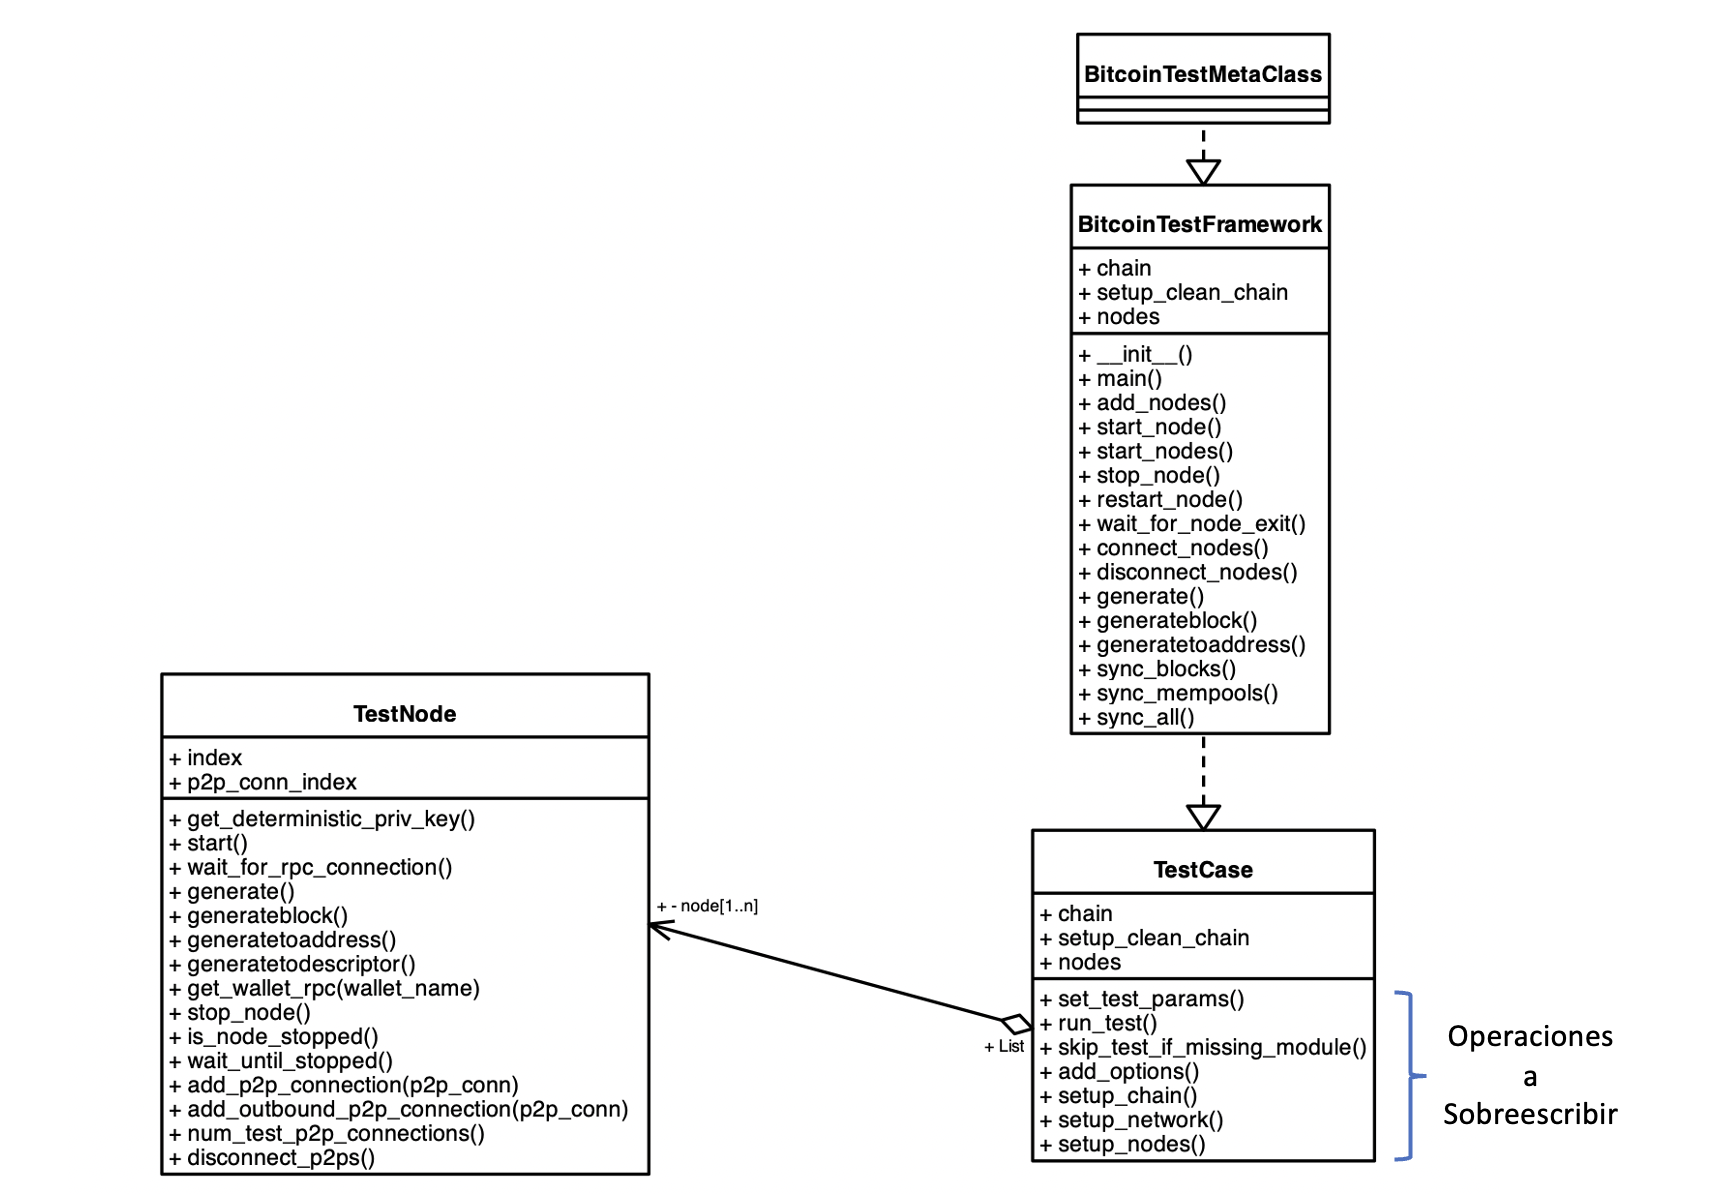 BitcoinTestMetaClass
BitcoinTestFramework
+ chain
+ setup_clean_chain
+ nodes
+ __init__()
+ main()
+ add_nodes()
+ start_node()
+ start_nodes()
+ stop_node()
+ restart_node()
+ wait_for_node_exit()
+ connect_nodes()
+ disconnect_nodes()
+ generate()
+ generateblock()
+ generatetoaddress()
+ sync_blocks()
+ sync_mempools()
+ sync_all()
TestNode
+ index
+ p2p_conn_index
+ get_deterministic_priv_key()
+ start()
+ wait_for_rpc_connection()
+ generate()
+ generateblock()
+ generatetoaddress()
+ generatetodescriptor()
+ get_wallet_rpc(wallet_name)
+ stop_node()
+ is_node_stopped()
+ wait_until_stopped()
+ add_p2p_connection(p2p_conn)
+ add_outbound_p2p_connection(p2p_conn)
+ num_test_p2p_connections()
+ disconnect_p2ps()
+ - node[1..n]
+ List
TestCase
+ chain
+ setup_clean_chain
+ nodes
+ set_test_params()
+ run_test()
+ skip_test_if_missing_module()
+ add_options()
+ setup_chain()
+ setup_network()
+ setup_nodes()
Operaciones
a
Sobreescribir